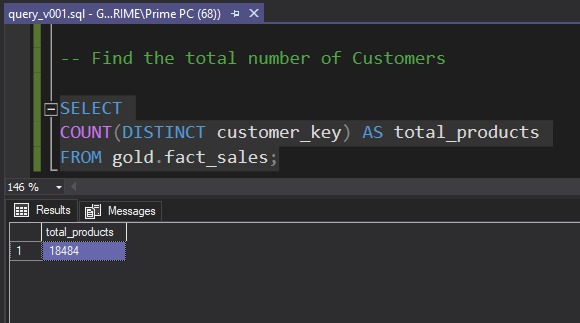 query_v001.sql - G...RIME\Prime PC (68))
-- Find the total number of Customers
SELECT
COUNT(DISTINCT customer_key) AS total_products
FROM gold.fact_sales;
146 %
Results Messages
total_products
1 18484